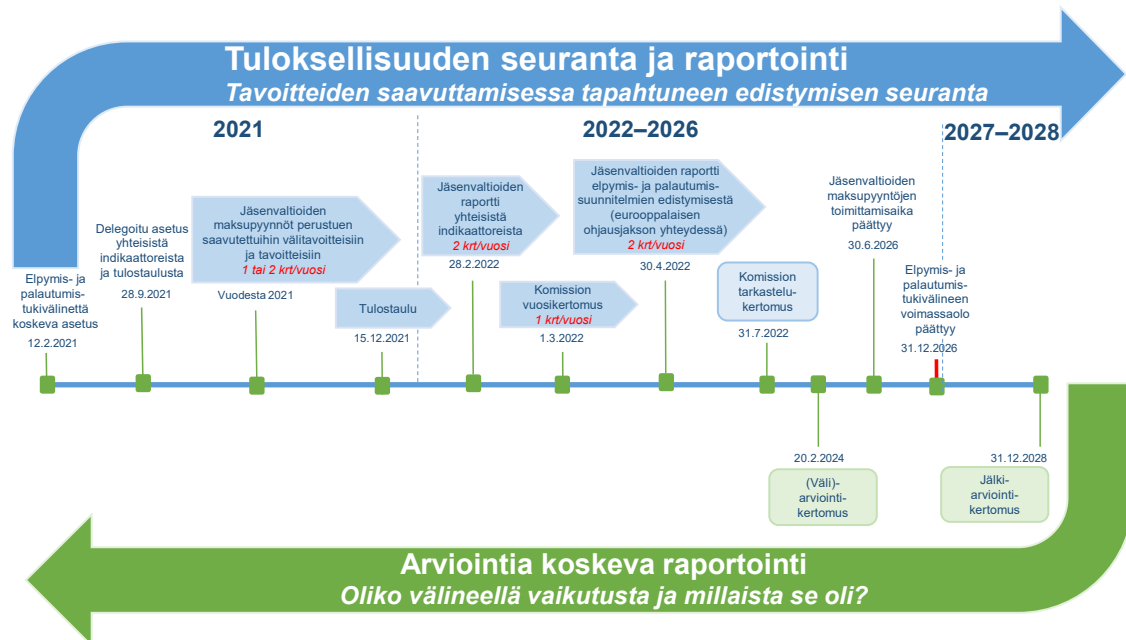 Tuloksellisuuden seuranta ja raportointi
Tavoitteiden saavuttamisessa tapahtuneen edistymisen seuranta
2021
2022–2026
2027–2028
Elpymis- ja
palautumis-
tukivälinettä
koskeva asetus
12.2.2021
Delegoitu asetus
yhteisistä
indikaattoreista
ja tulostaulusta
28.9.2021
Jäsenvaltioiden
maksupyynnöt perustuen
saavutettuihin välitavoitteisiin
ja tavoitteisiin
1 tai 2 krt/vuosi
Vuodesta 2021
Tulostaulu
15.12.2021
Jäsenvaltioiden
raportti
yhteisistä
indikaattoreista
2 krt/vuosi
28.2.2022
Komission
vuosikertomus
1 krt/vuosi
1.3.2022
Jäsenvaltioiden raportti
elpymis- ja palautumis-
suunnitelmien edistymisestä
(eurooppalaisen
ohjausjakson yhteydessä)
2 krt/vuosi
30.4.2022
Komission
tarkastelu-
kertomus
31.7.2022
Jäsenvaltioiden
maksupyyntöjen
toimittamisaika
päättyy
30.6.2026
Elpymis- ja
palautumis-
tukivälineen
voimassaolo
päättyy
31.12.2026
20.2.2024
(Väli)-
arviointi-
kertomus
31.12.2028
Jälki-
arviointi-
kertomus
Arviointia koskeva raportointi
Oliko välineellä vaikutusta ja millaista se oli?